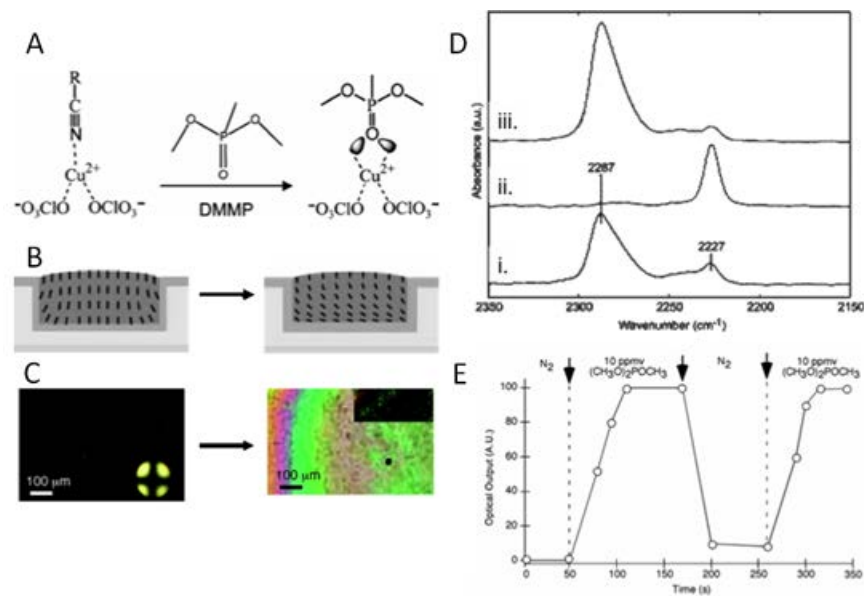 A
R
C
N
Cu2+
-O3ClO
OClO3-
O
P
O
O
DMMP
P
O
O
O
Cu2+
-O3ClO
OClO3-
B
C
100 μm
100 μm
D
Absorbance (a.u.)
iii.
ii.
i.
2287
2227
2350
2300
2250
2200
2150
Wavenumber (cm-1)
E
N2
10 ppmv
(CH3O)2POCH3
N2
10 ppmv
(CH3O)2POCH3
Optical Output (A.U.)
100
80
60
40
20
0
0
50
100
150
200
250
300
350
Time (s)